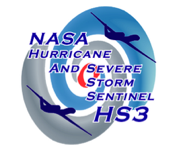 NASA
HURRICANE
AND SEVERE
STORM
SENTINEL
HS3